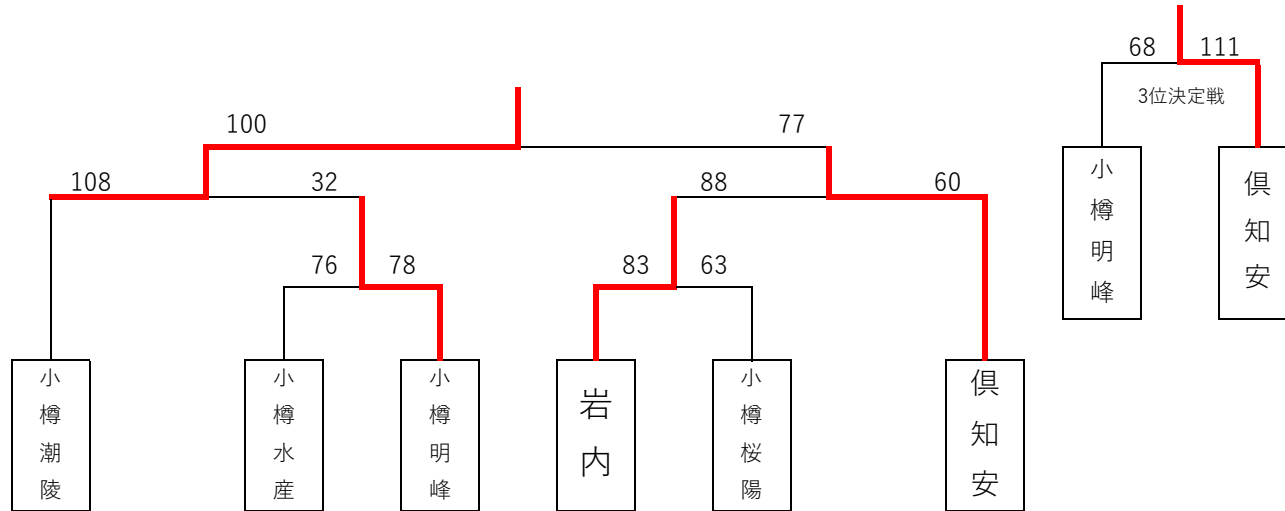 68 111
3位決定戦
100 77
108 32 88 60
76 78 83 63
小樽潮陵
小樽水産
小樽明峰
岩内
小樽桜陽
倶知安
小樽明峰
倶知安